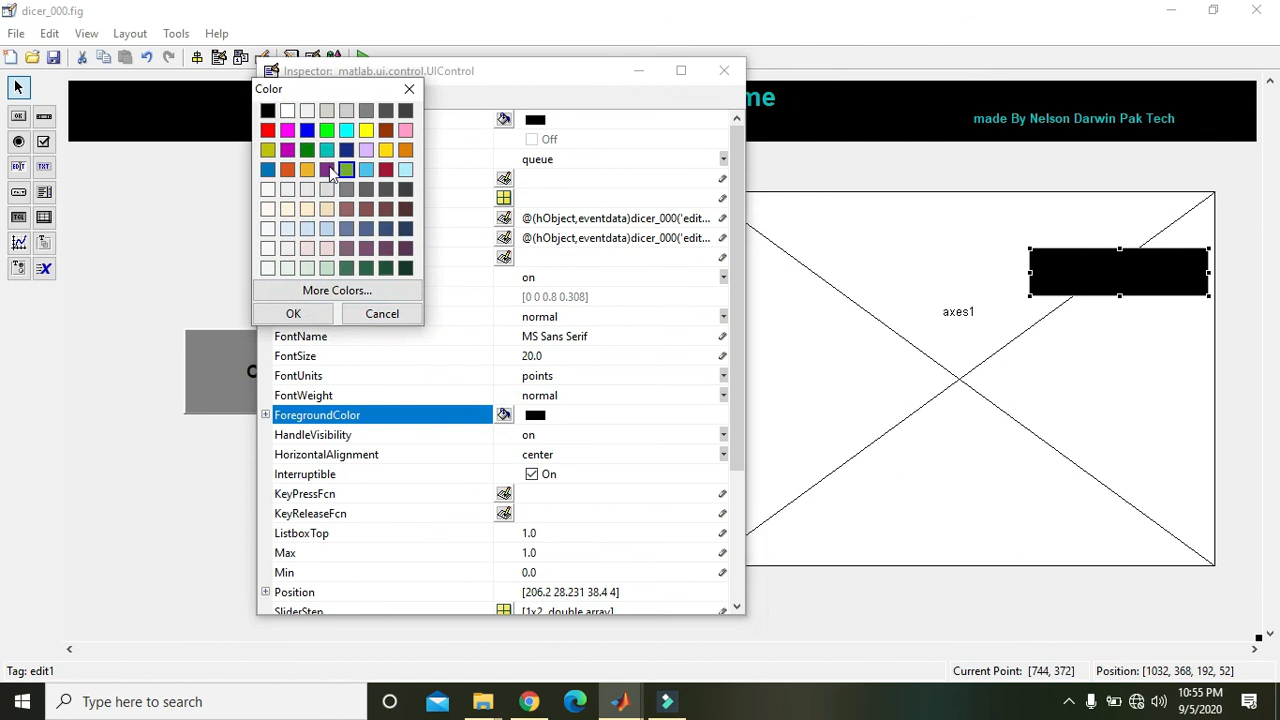 dicer_000.fig
File Edit View Layout Tools Help
Inspector: matlab.ui.control.UIControl
Color
me
made By Nelson Darwin Pak Tech
Off
queue
@(hObject,eventdata)dicer_000('edit...
@(hObject,eventdata)dicer_000('edit...
on
More Colors...
[0 0 0.8 0.308]
OK Cancel
normal
axes1
FontName MS Sans Serif
FontSize 20.0
FontUnits points
FontWeight normal
ForegroundColor
HandleVisibility on
HorizontalAlignment center
Interruptible On
KeyPressFcn
KeyReleaseFcn
ListboxTop 1.0
Max 1.0
Min 0.0
Position [206.2 28.231 38.4 4]
SliderStep [1x2 double array]
Tag: edit1
Current Point: [744, 372] Position: [1032, 368, 192, 52]
Type here to search
10:55 PM
9/5/2020